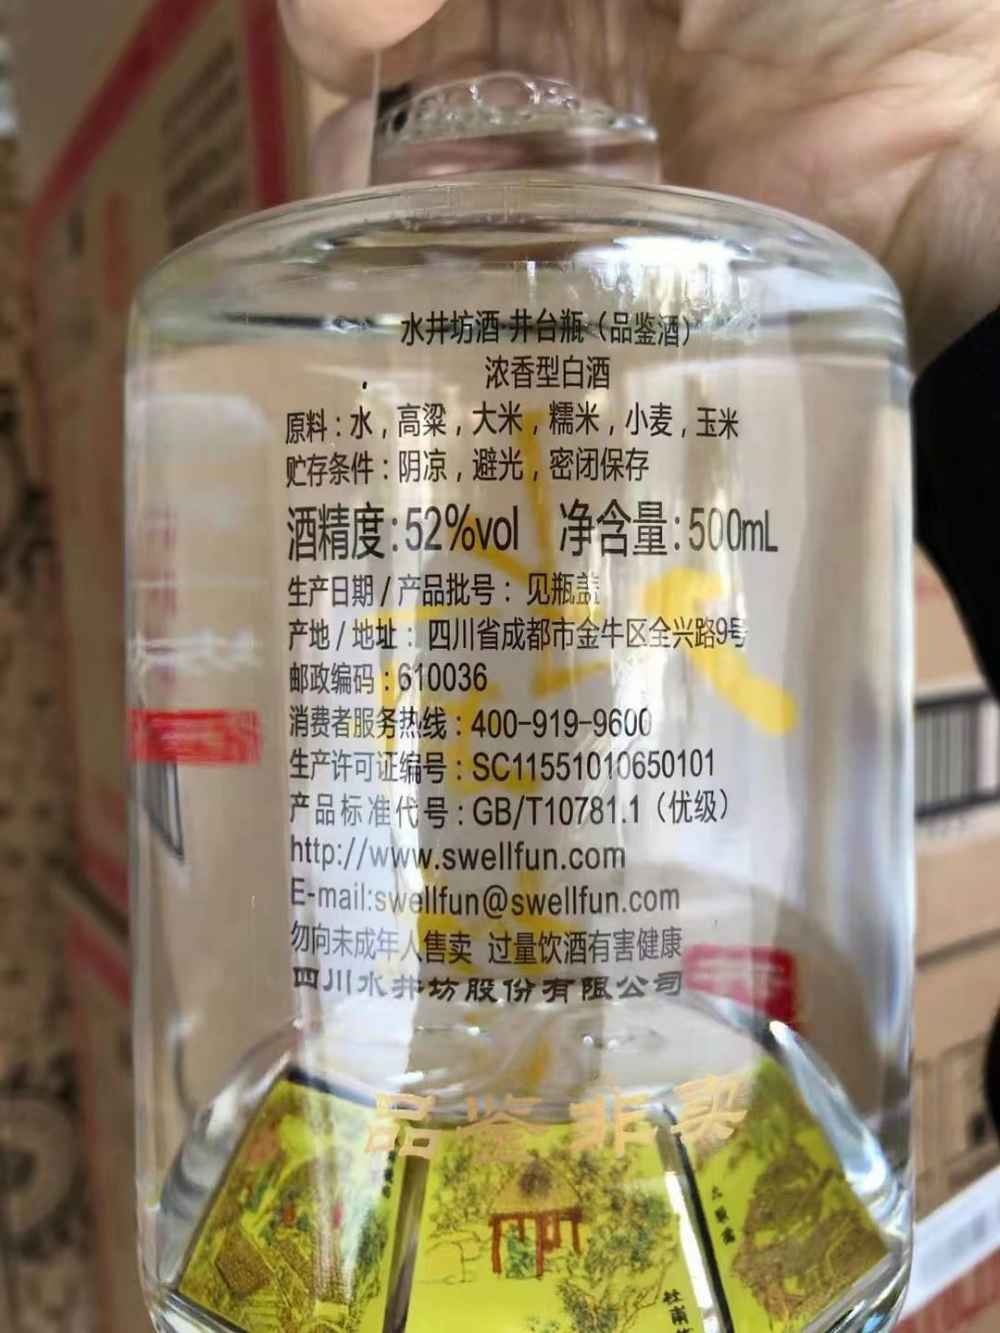 水井坊酒·井台瓶（品鉴酒）
浓香型白酒
原料：水，高粱，大米，糯米，小麦，玉米
贮存条件：阴凉，避光，密闭保存
酒精度:52%vol 净含量:500mL
生产日期/产品批号：见瓶盖
产地/地址：四川省成都市金牛区全兴路9号
邮政编码：610036
消费者服务热线：400-919-9600
生产许可证编号：SC11551010650101
产品标准代号：GB/T10781.1（优级）
http://www.swellfun.com
E-mail:swellfun@swellfun.com
勿向未成年人售卖 过量饮酒有害健康
四川水井坊股份有限公司
品鉴非卖
杜甫